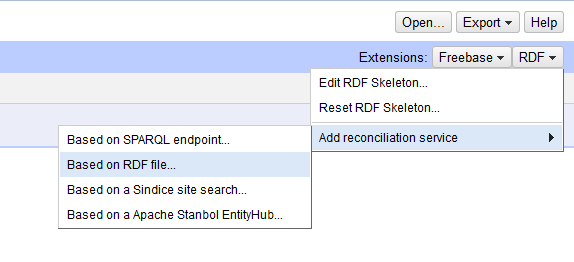 Open... Export Help
Extensions: Freebase RDF
Edit RDF Skeleton...
Reset RDF Skeleton...
Add reconciliation service
Based on SPARQL endpoint...
Based on RDF file...
Based on a Sindice site search...
Based on a Apache Stanbol EntityHub...